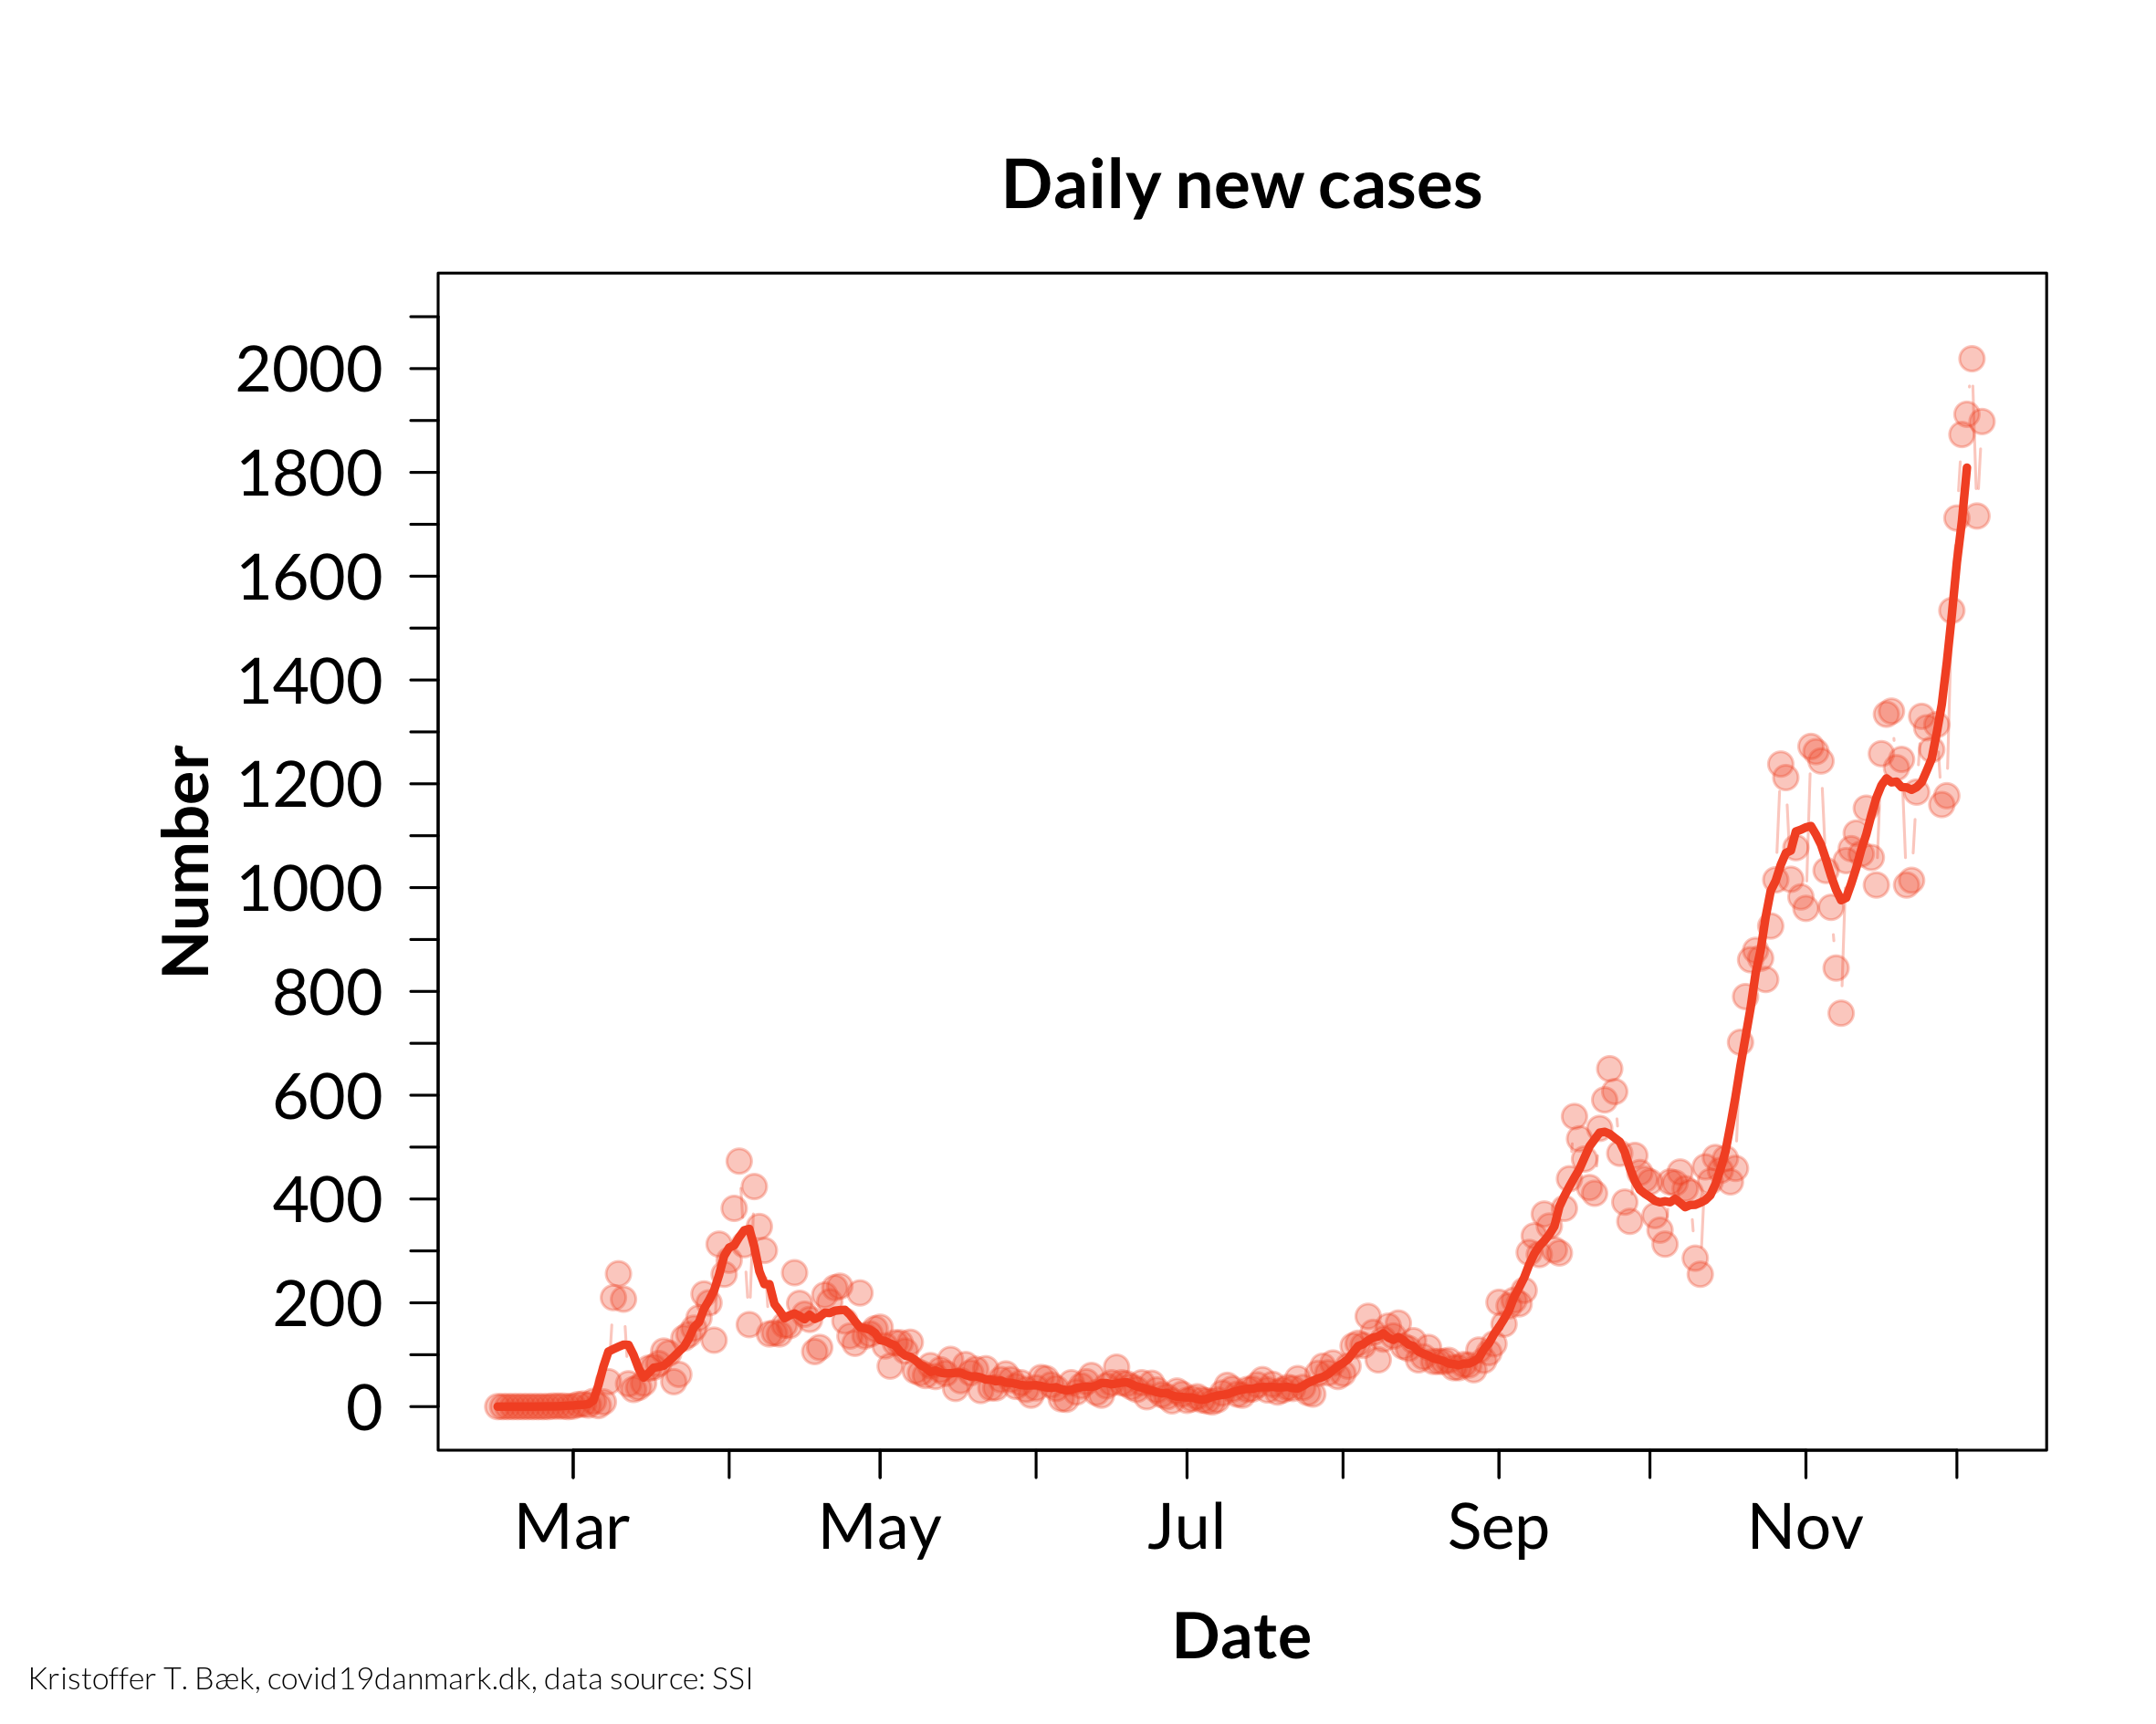 Daily new cases
2000
1800
1600
1400
1200
1000
800
600
400
200
0
Number
Mar May Jul Sep Nov
Date
Kristoffer T. Bæk, covid19danmark.dk, data source: SSI